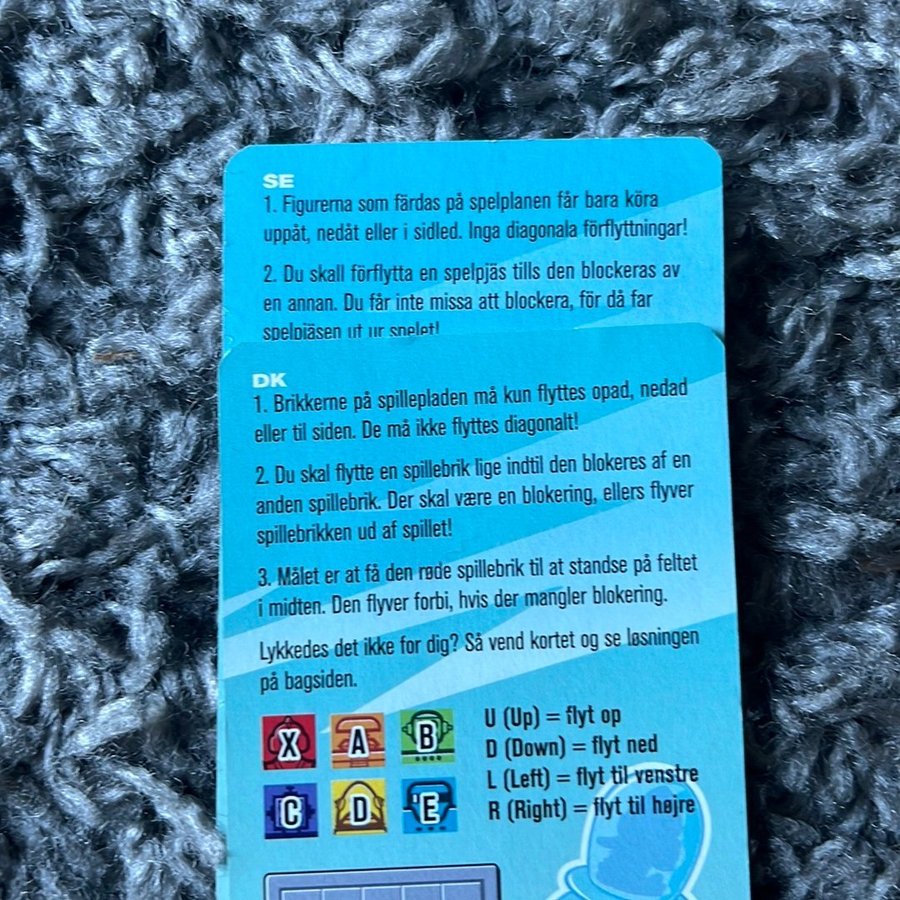 SE
1. Figurerna som färdas på spelplanen får bara köra
uppåt, nedåt eller i sidled. Inga diagonala förflyttningar!
2. Du skall förflytta en spelpjäs tills den blockeras av
en annan. Du får inte missa att blockera, för då far
spelpjäsen ut ur spelet!
DK
1. Brikkerne på spillepladen må kun flyttes opad, nedad
eller til siden. De må ikke flyttes diagonalt!
2. Du skal flytte en spillebrik lige indtil den blokeres af en
anden spillebrik. Der skal være en blokering, ellers flyver
spillebrikken ud af spillet!
3. Målet er at få den røde spillebrik til at standse på feltet
i midten. Den flyver forbi, hvis der mangler blokering.
Lykkedes det ikke for dig? Så vend kortet og se løsningen
på bagsiden.
X A B
C D E
U (Up) = flyt op
D (Down) = flyt ned
L (Left) = flyt til venstre
R (Right) = flyt til højre